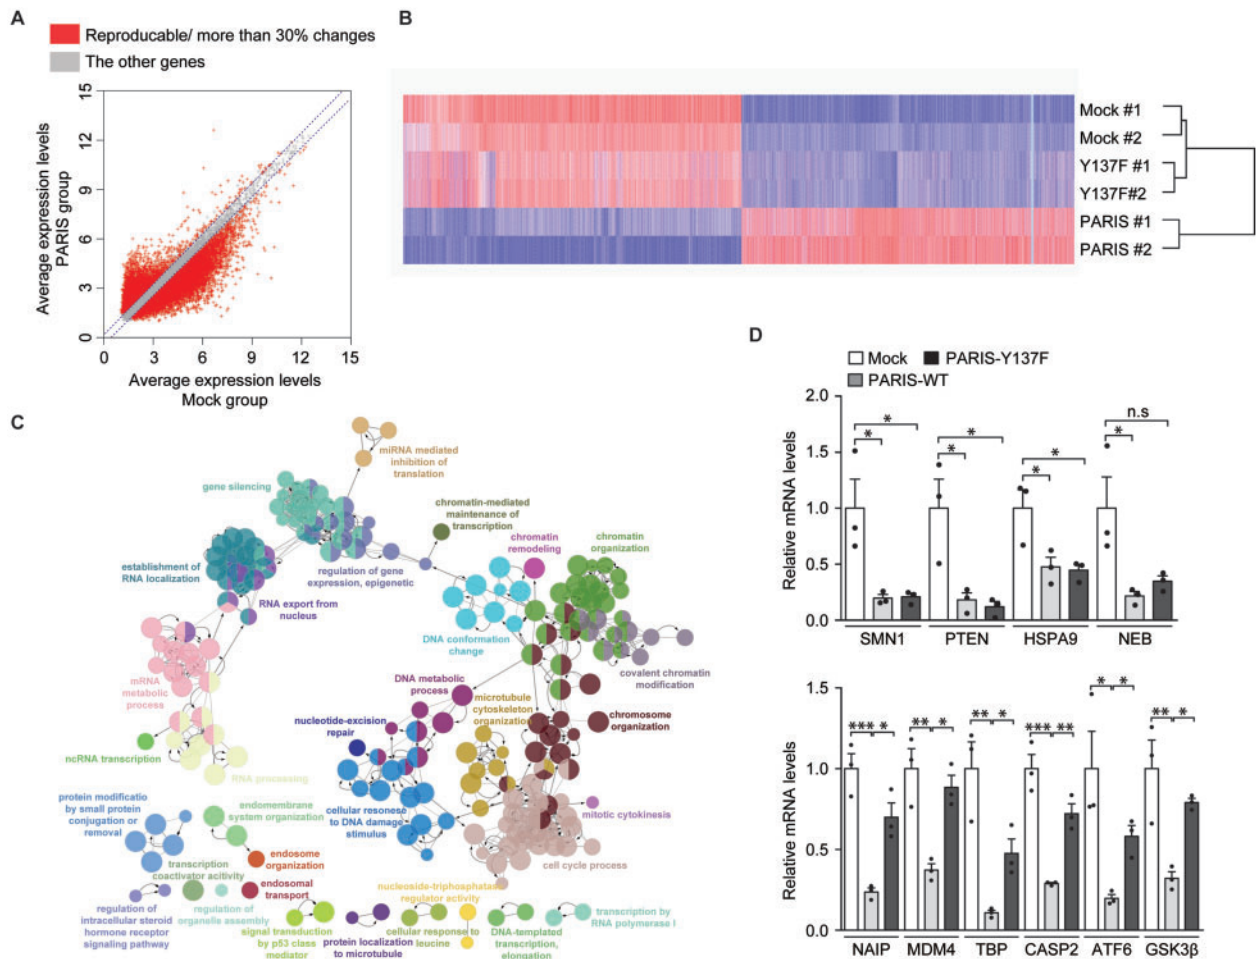 A
Reproducable/ more than 30% changes
The other genes
15
12
9
6
3
0
Average expression levels
PARIS group
0
3
6
9
12
15
Average expression levels
Mock group
B
Mock #1
Mock #2
Y137F #1
Y137F#2
PARIS #1
PARIS #2
C
miRNA mediated
inhibition of
translation
gene silencing
chromatin-mediated
maintenance of
transcription
chromatin
remodeling
chromatin
organization
establishment of
RNA localization
regulation of gene
expression, epigenetic
RNA export from
nucleus
DNA conformation
change
covalent chromatin
modification
mRNA
metabolic
process
DNA metabolic
process
microtubule
cytoskeleton
organization
chromosome
organization
nucleotide-excision
repair
ncRNA transcription
RNA processing
protein modificatio
by small protein
conjugation or
removal
endomembrane
system organization
cellular resonese
to DNA damage
stimulus
mitotic cytokinesis
endosome
organization
cell cycle process
transcription
coactivator acitivity
endosomal
transport
nucleoside-triphosphatase
regulator activity
regulation of
intracellular steroid
hormone receptor
signaling pathway
regulation of
organelle assembly
signal transduction
by p53 class
mediator
protein localization
to microtubule
cellular response to
leucine
DNA-templated
transcription,
elongation
transcription by
RNA polymerase I
D
Mock
PARIS-Y137F
PARIS-WT
Relative mRNA levels
2.0
1.5
1.0
0.5
0.0
* *
* *
* *
* n.s
SMN1 PTEN HSPA9 NEB
Relative mRNA levels
1.5
1.0
0.5
0.0
*** *
** *
** *
*** **
* *
** *
NAIP MDM4 TBP CASP2 ATF6 GSK3β